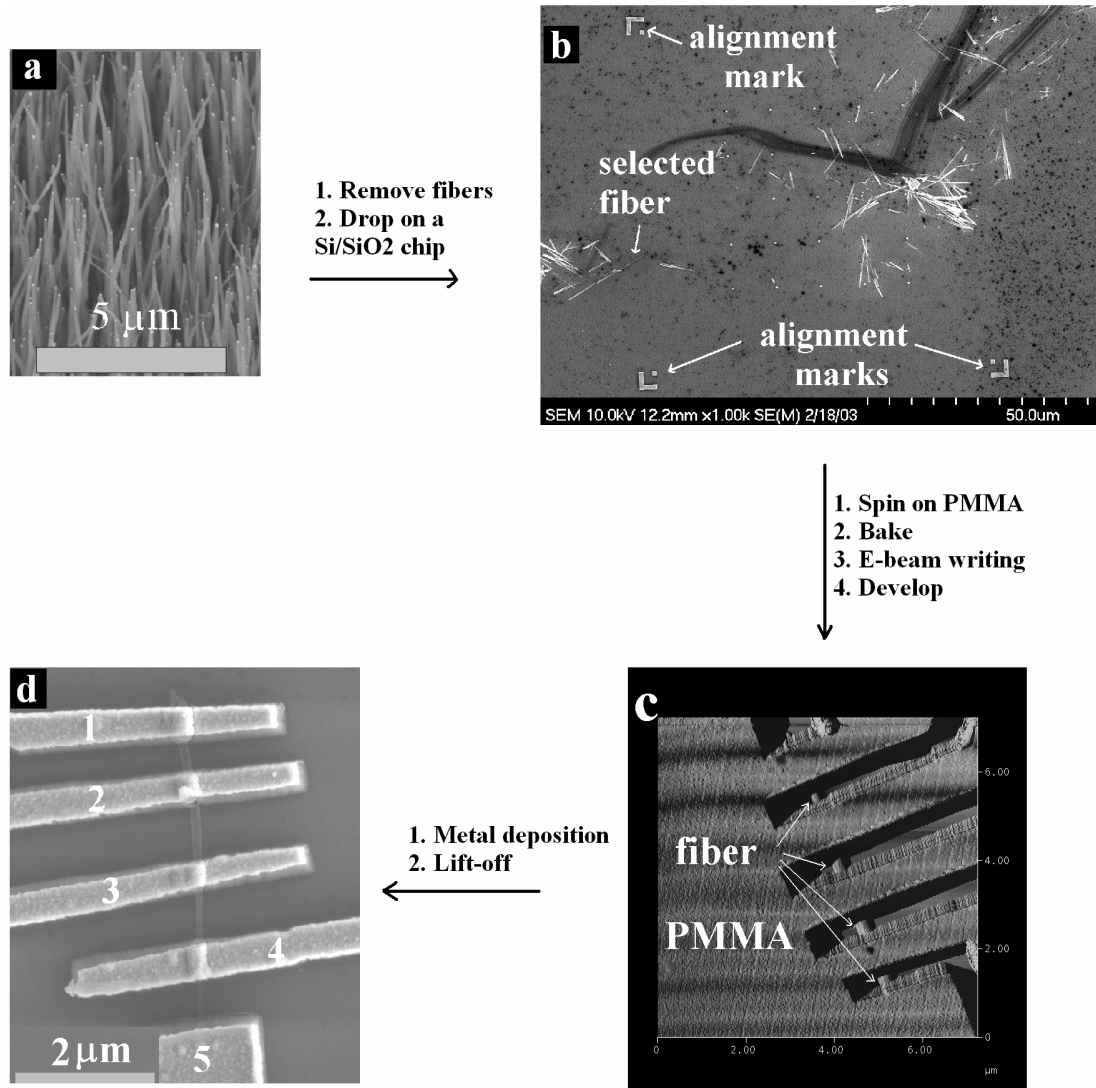 a
5 μm
1. Remove fibers
2. Drop on a
Si/SiO2 chip
b
alignment
mark
selected
fiber
alignment
marks
SEM 10.0kV 12.2mm x1.00k SE(M) 2/18/03
50.0um
1. Spin on PMMA
2. Bake
3. E-beam writing
4. Develop
c
fiber
PMMA
6.00
4.00
2.00
0
0
2.00
4.00
6.00
μm
1. Metal deposition
2. Lift-off
d
1
2
3
4
5
2 μm